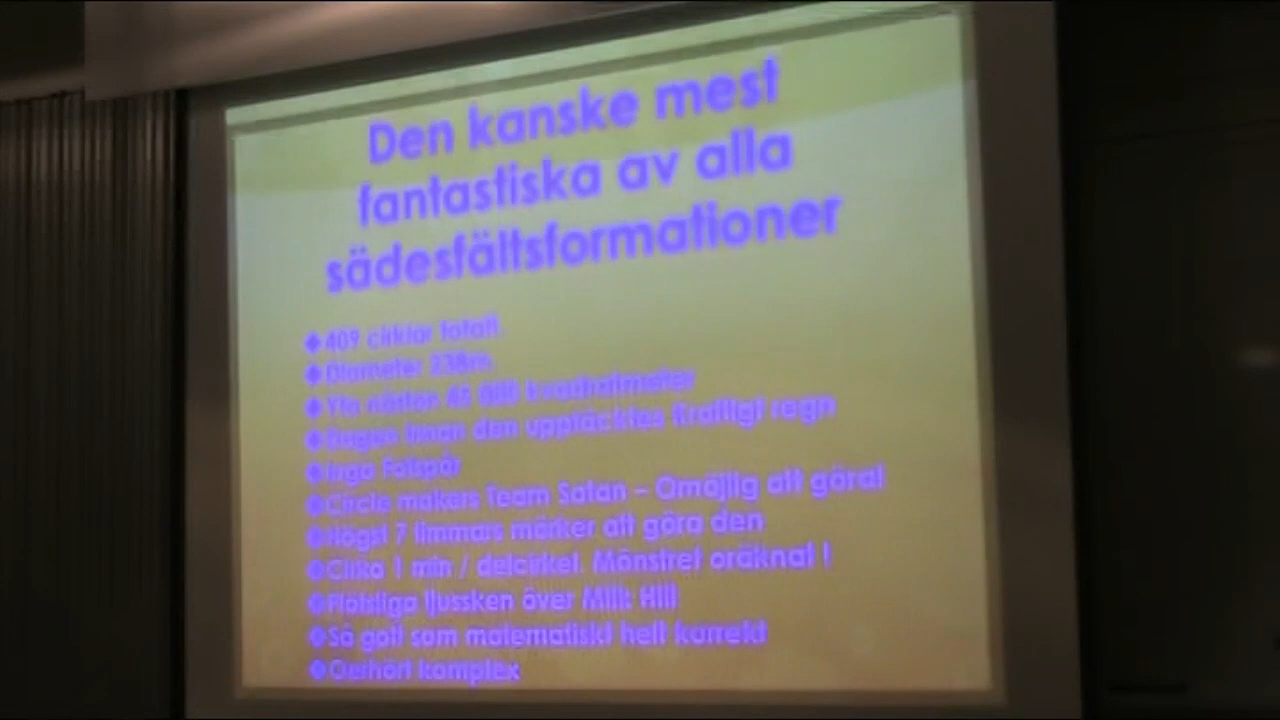 Den kanske mest
fantastiska av alla
sädesfältsformationer
409 cirklar totalt
Diameter 238m
Yta nästan 45 000 kvadratmeter
Dagen innan den upptäcktes kraftigt regn
Inga Fotspår
Circle makers Team Satan – Omöjlig att göra!
Högst 7 timmars mörker att göra den
Cirka 1 min / delcirkel. Mönstret oräknat !
Plötsliga ljussken över Milk Hill
Så gott som matematiskt helt korrekt
Oerhört komplex